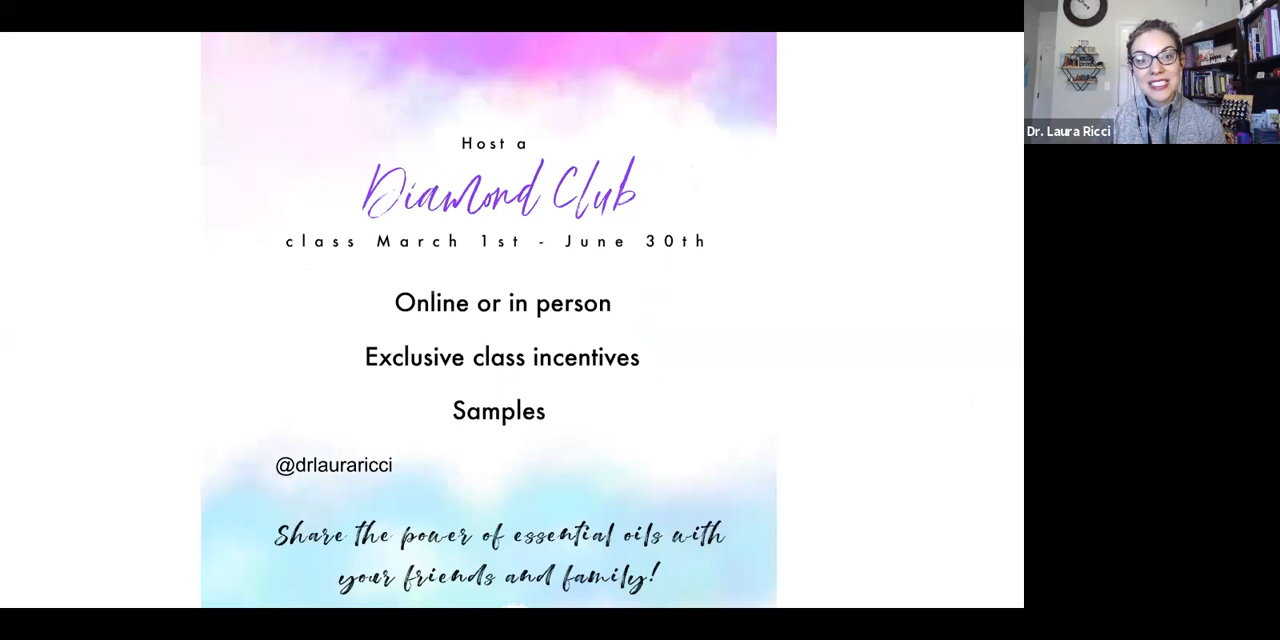 Host a
Diamond Club
class March 1st - June 30th
Online or in person
Exclusive class incentives
Samples
@drlauraricci
Share the power of essential oils with
your friends and family!
Dr. Laura Ricci